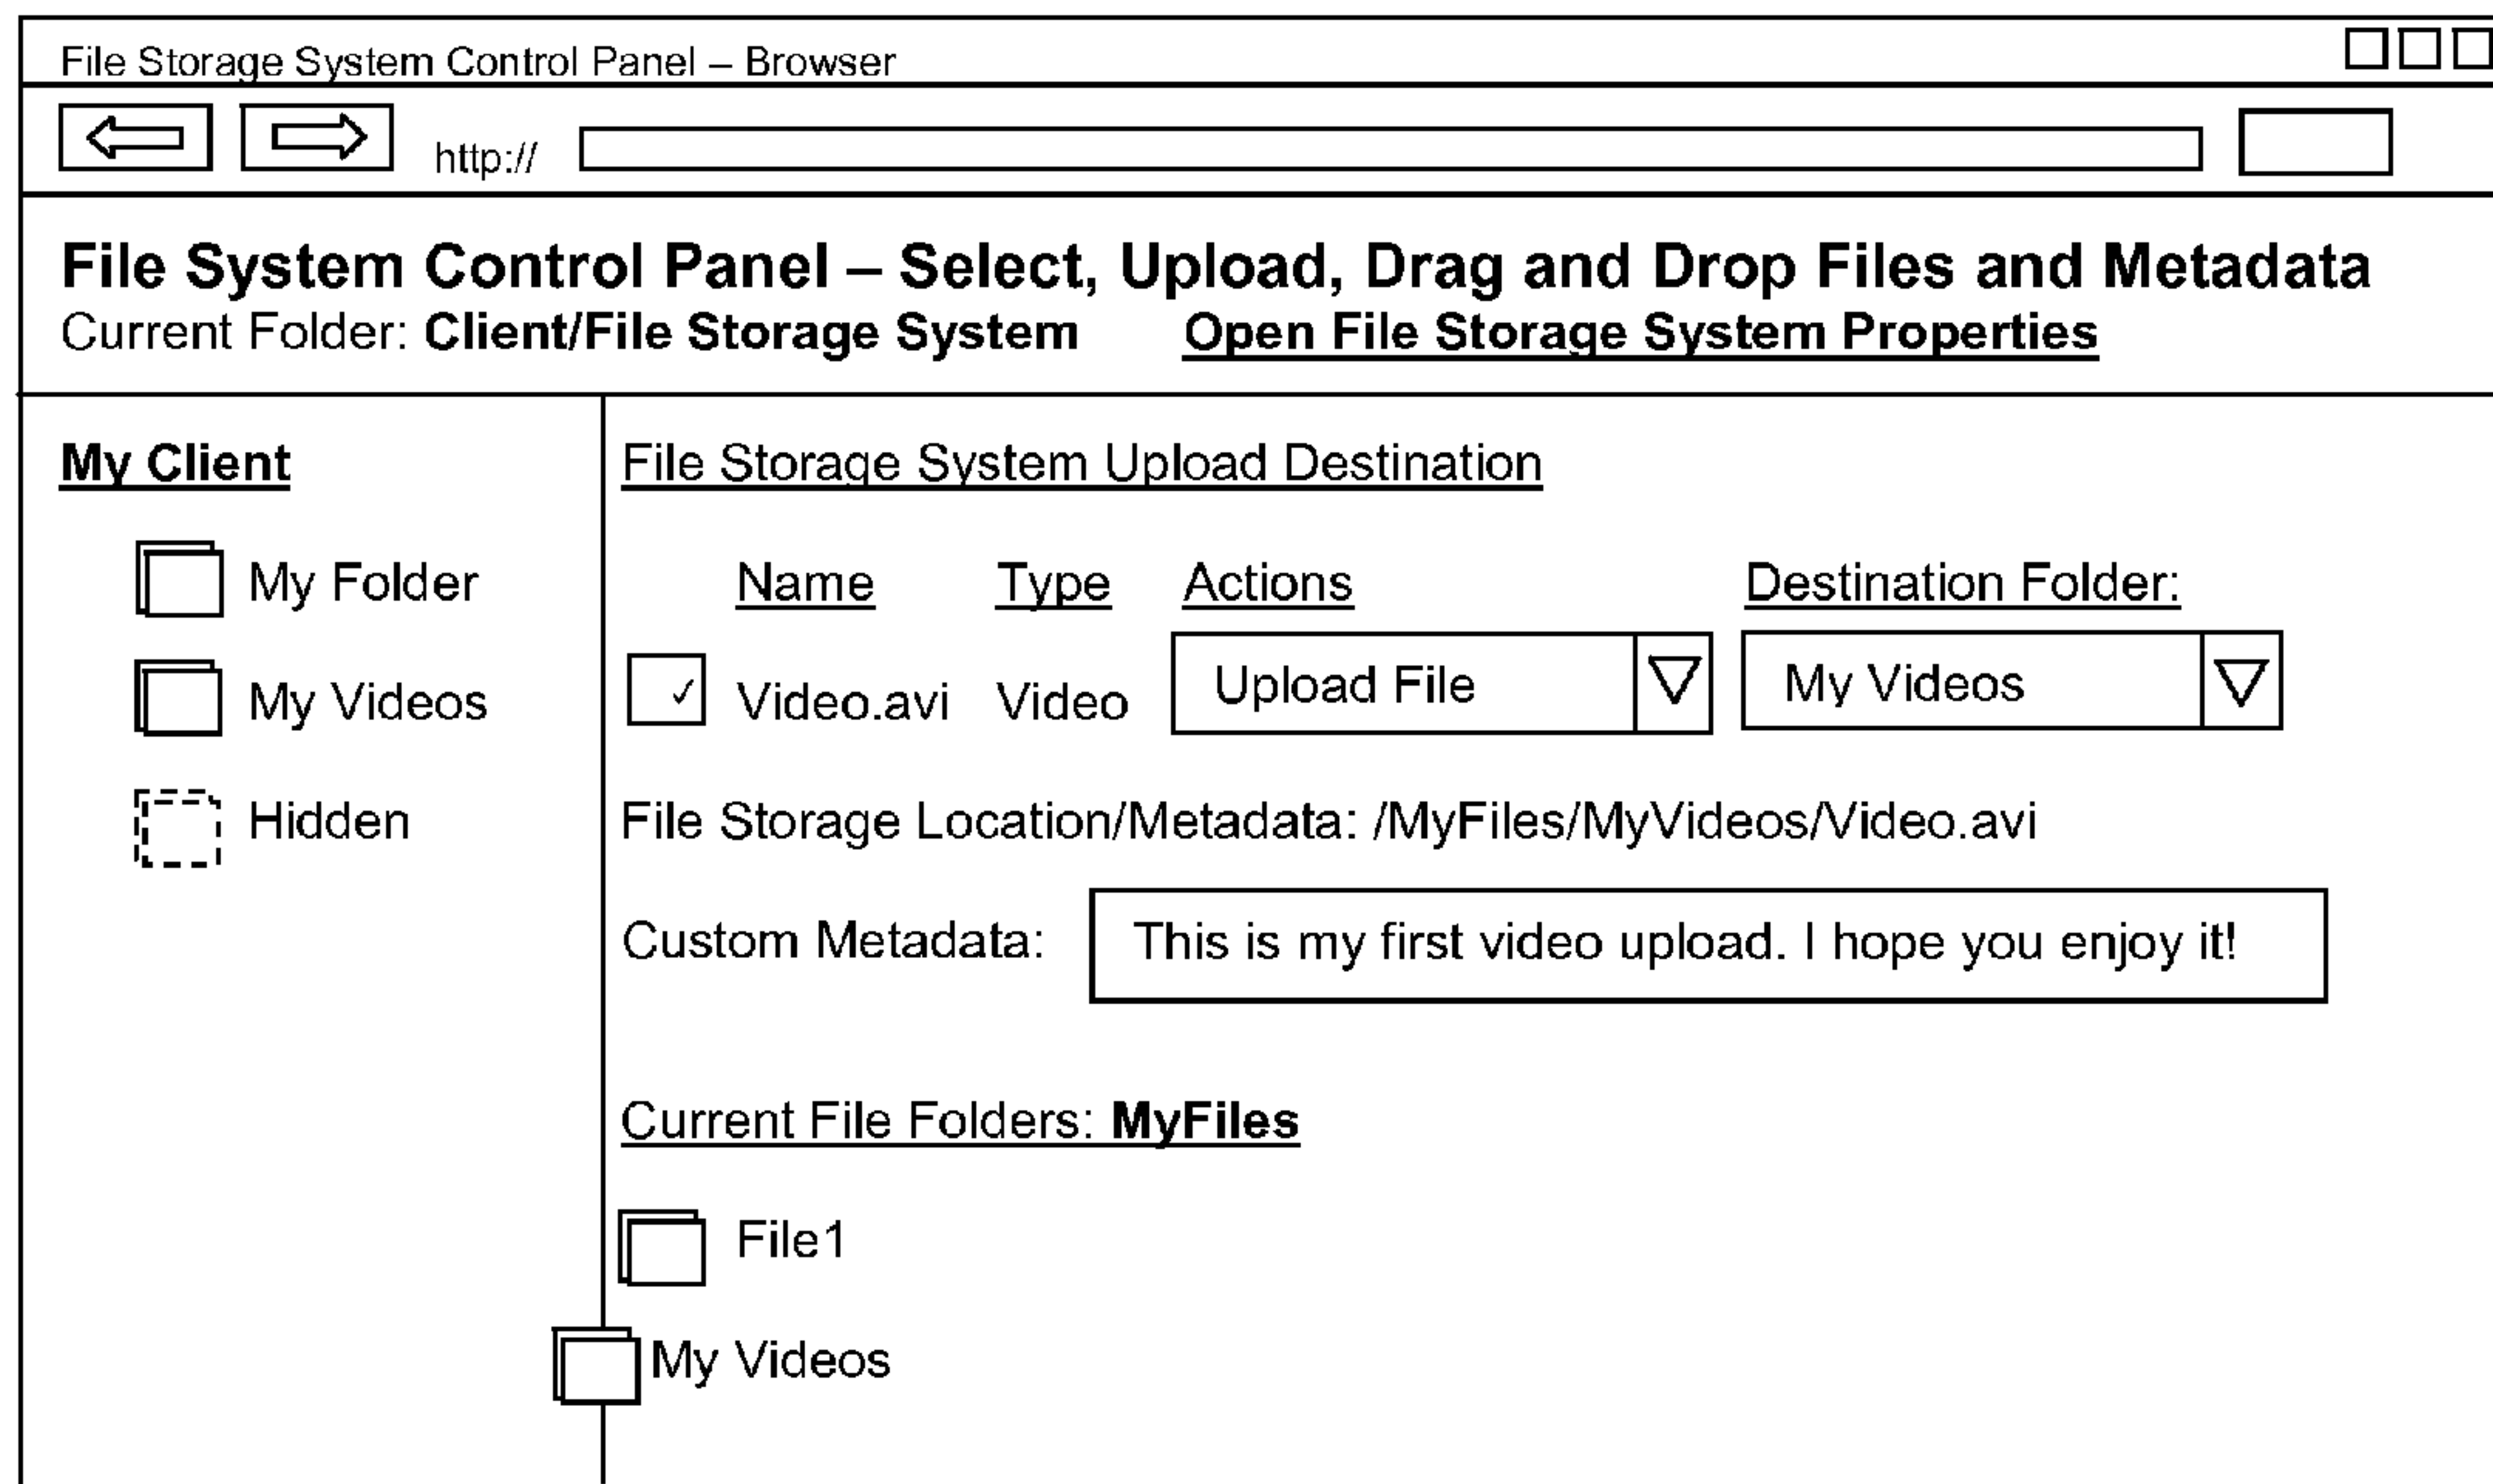 File Storage System Control Panel – Browser
http://
File System Control Panel – Select, Upload, Drag and Drop Files and Metadata
Current Folder: Client/File Storage System Open File Storage System Properties
My Client
My Folder
My Videos
Hidden
File Storage System Upload Destination
Name Type Actions Destination Folder:
Video.avi Video Upload File My Videos
File Storage Location/Metadata: /MyFiles/MyVideos/Video.avi
Custom Metadata: This is my first video upload. I hope you enjoy it!
Current File Folders: MyFiles
File1
My Videos